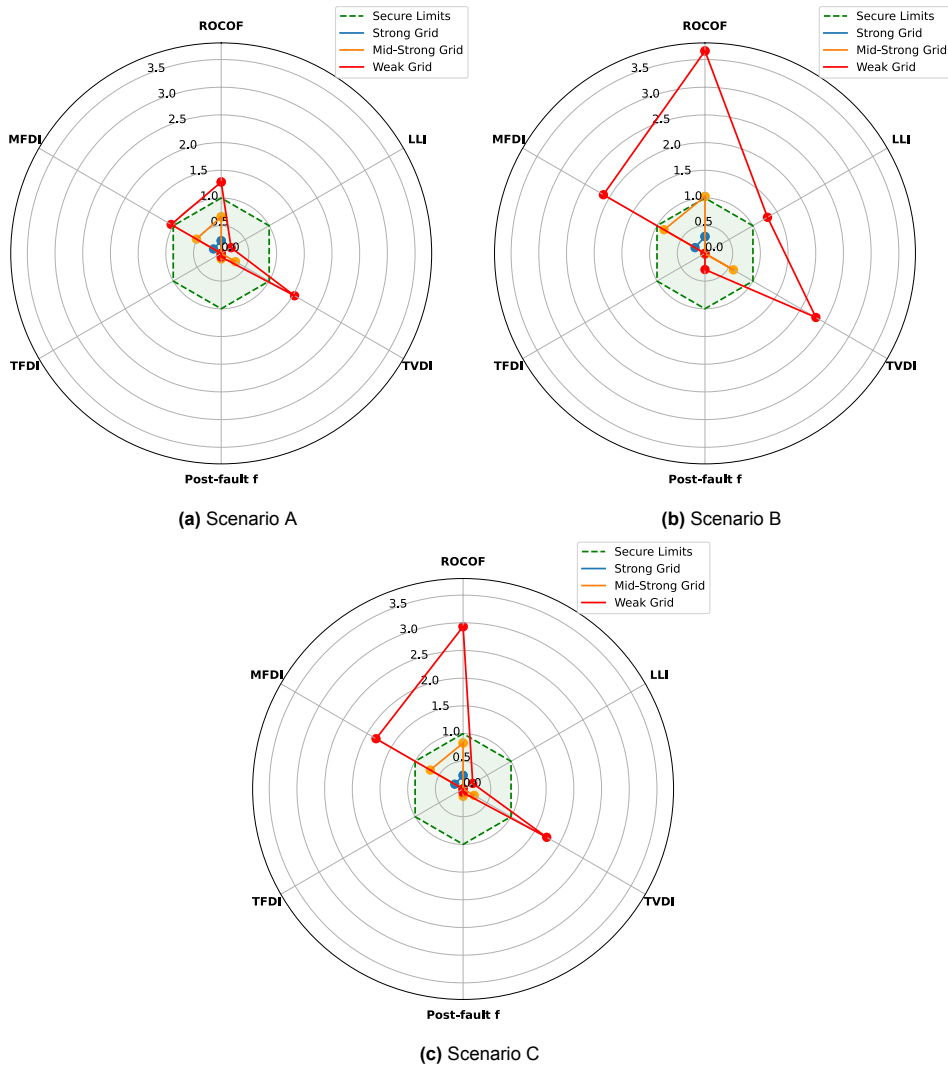 Secure Limits
Strong Grid
Mid-Strong Grid
Weak Grid
ROCOF
MFDI
LLI
TFDI
TVDI
Post-fault f
3.5
3.0
2.5
2.0
1.5
1.0
0.5
0.0
(a) Scenario A
Secure Limits
Strong Grid
Mid-Strong Grid
Weak Grid
ROCOF
MFDI
LLI
TFDI
TVDI
Post-fault f
3.5
3.0
2.5
2.0
1.5
1.0
0.5
0.0
(b) Scenario B
Secure Limits
Strong Grid
Mid-Strong Grid
Weak Grid
ROCOF
MFDI
LLI
TFDI
TVDI
Post-fault f
3.5
3.0
2.5
2.0
1.5
1.0
0.5
0.0
(c) Scenario C